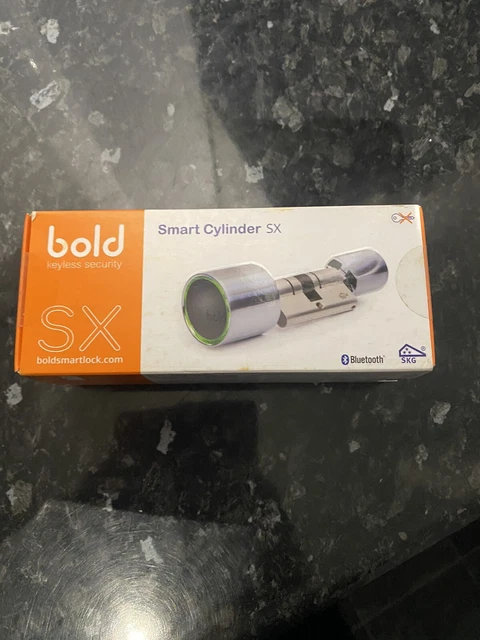 bold
keyless security
SX
boldsmartlock.com
Smart Cylinder SX
Bluetooth®
SKG®